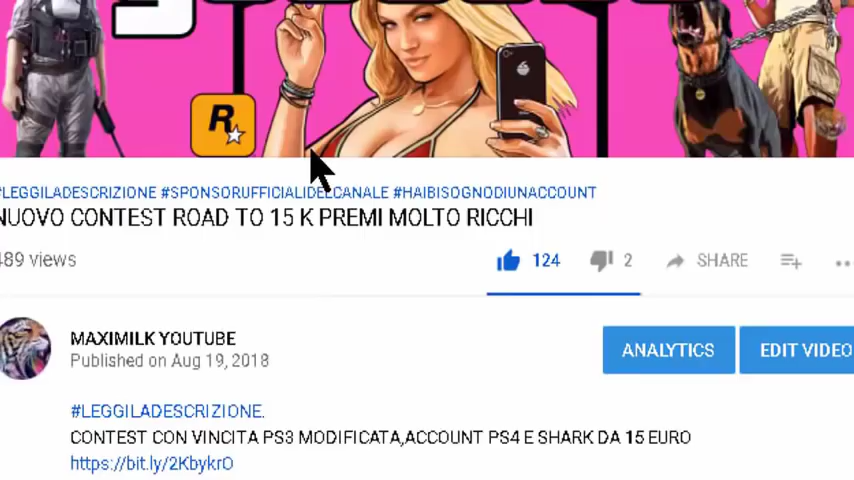 R
#LEGGILADESCRIZIONE #SPONSORUFFICIALIDELCANALE #HAIBISOGNODIUNACCOUNT
NUOVO CONTEST ROAD TO 15 K PREMI MOLTO RICCHI
489 views
124
2
SHARE
MAXIMILK YOUTUBE
Published on Aug 19, 2018
ANALYTICS
EDIT VIDEO
#LEGGILADESCRIZIONE.
CONTEST CON VINCITA PS3 MODIFICATA,ACCOUNT PS4 E SHARK DA 15 EURO
https://bit.ly/2KbykrO